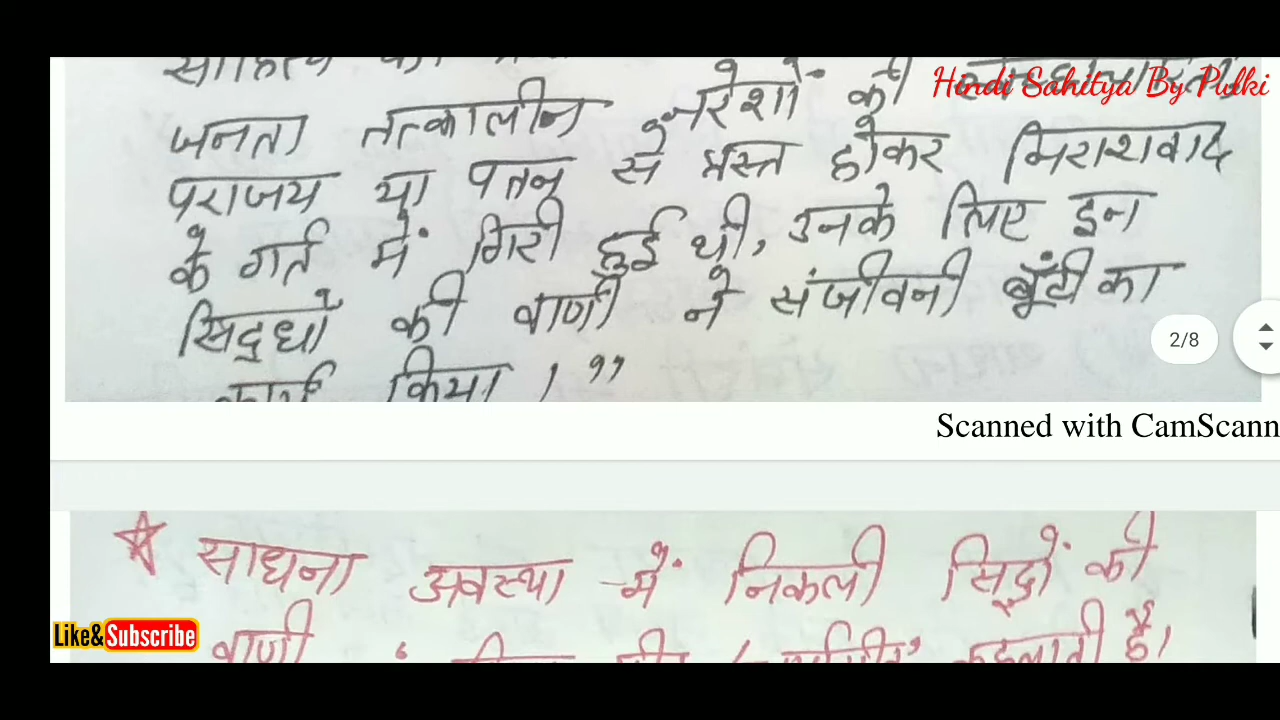 Hindi Sahitya By Pulki
जनता तत्कालीन नरेशों की
पराजय या पतन से त्रस्त होकर निराशवाद
के गर्त में गिरी हुई थी, उनके लिए इन
सिद्धों की वाणी ने संजीवनी बूँटी का
कार्य किया।”
2/8
Scanned with CamScann
☆ साधना अवस्था में निकली सिद्धों की
वाणी कहलाती है।
Like&Subscribe